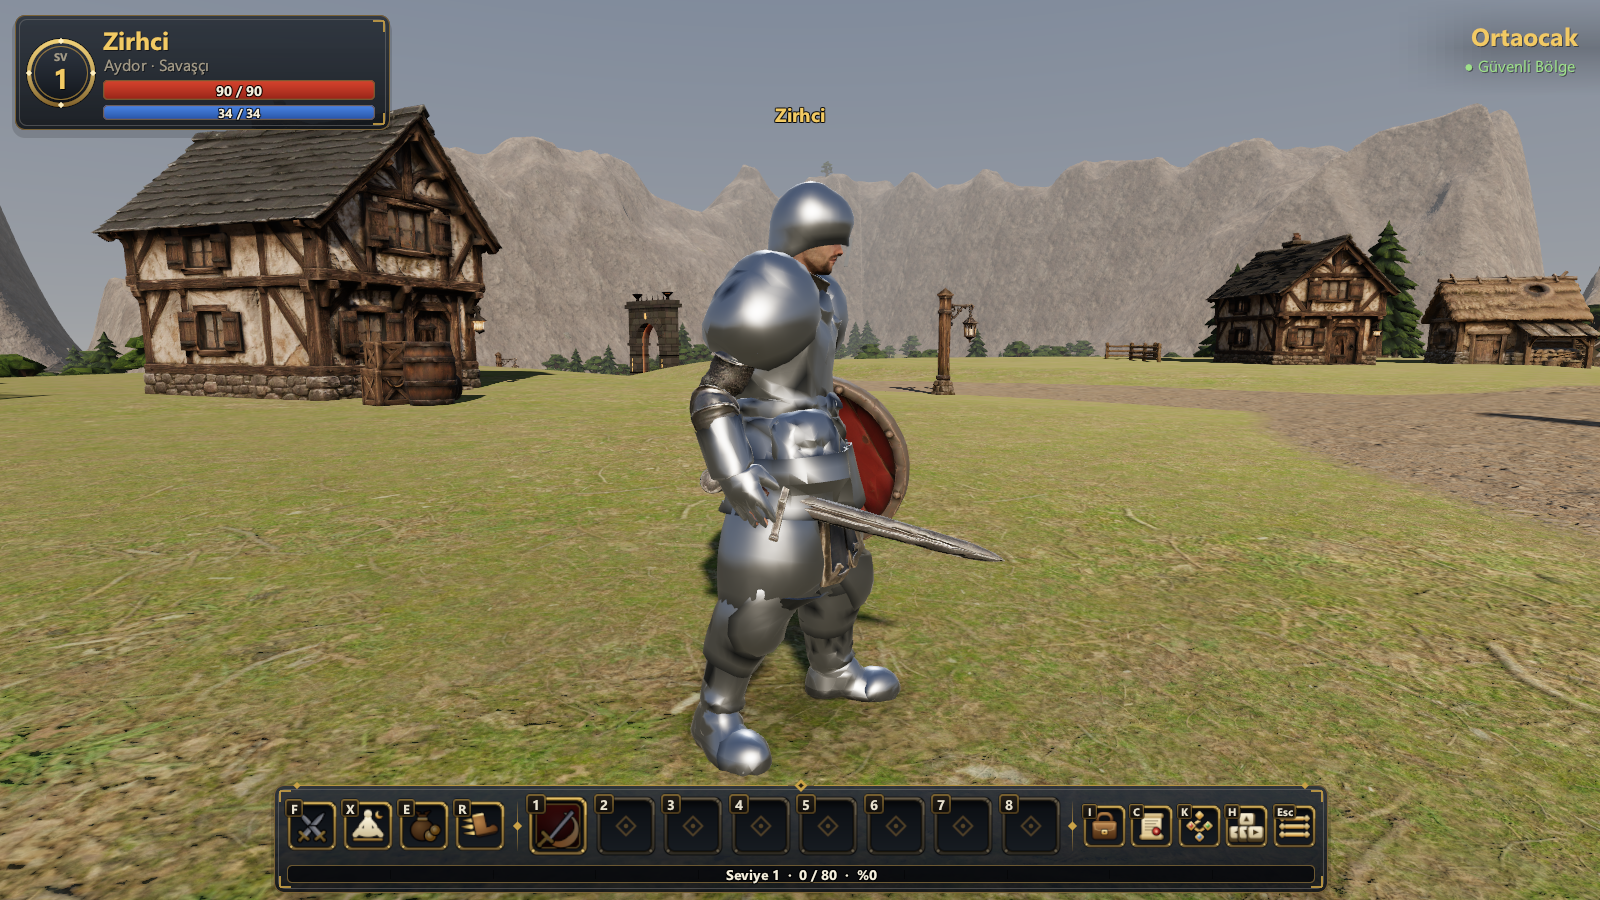 SV
1
Zirhci
Aydor · Savaşçı
90 / 90
34 / 34
Ortaocak
Güvenli Bölge
Zirhci
F
X
E
R
1
2
3
4
5
6
7
8
I
C
K
H
Esc
Seviye 1 · 0 / 80 · %0